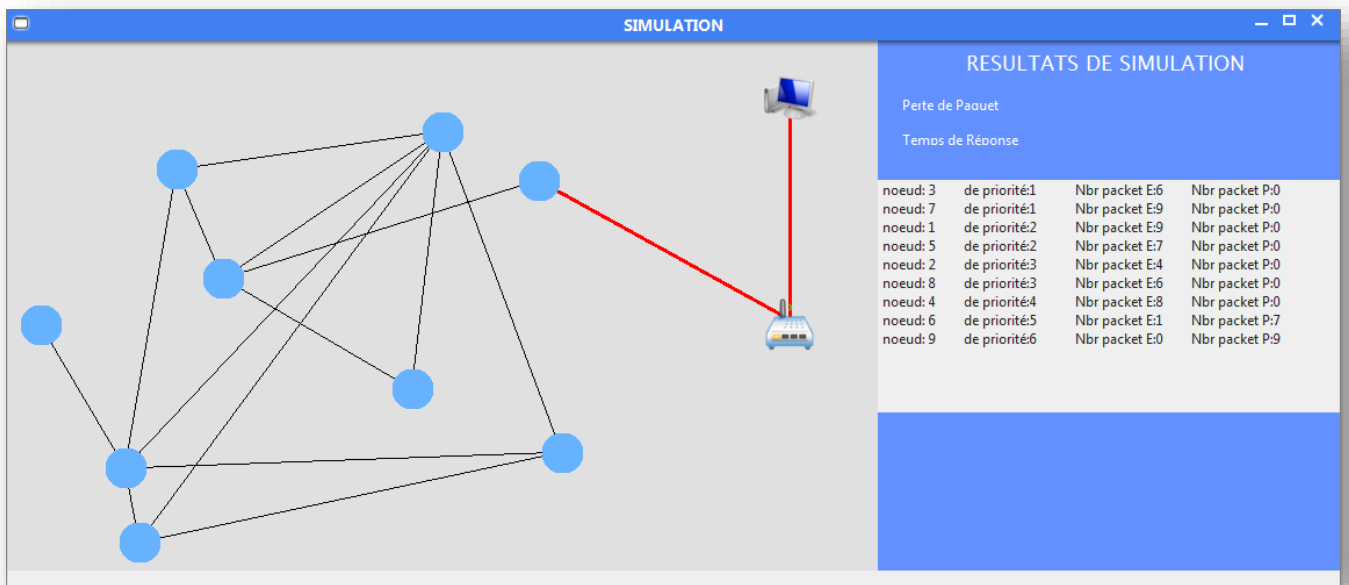 SIMULATION
RESULTATS DE SIMULATION
Perte de Paquet
Temps de Réponse
noeud: 3 de priorité:1 Nbr packet E:6 Nbr packet P:0
noeud: 7 de priorité:1 Nbr packet E:9 Nbr packet P:0
noeud: 1 de priorité:2 Nbr packet E:9 Nbr packet P:0
noeud: 5 de priorité:2 Nbr packet E:7 Nbr packet P:0
noeud: 2 de priorité:3 Nbr packet E:4 Nbr packet P:0
noeud: 8 de priorité:3 Nbr packet E:6 Nbr packet P:0
noeud: 4 de priorité:4 Nbr packet E:8 Nbr packet P:0
noeud: 6 de priorité:5 Nbr packet E:1 Nbr packet P:7
noeud: 9 de priorité:6 Nbr packet E:0 Nbr packet P:9